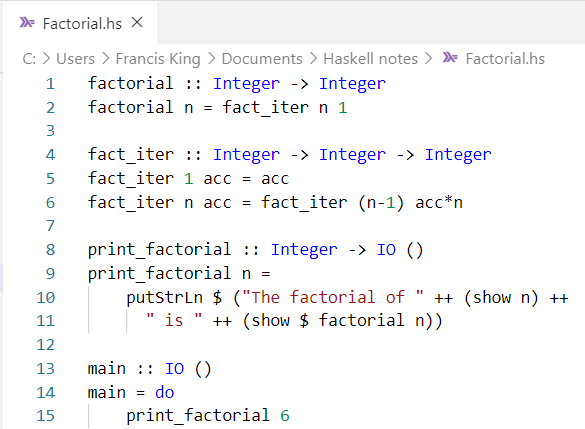 Factorial.hs ×
C: > Users > Francis King > Documents > Haskell notes > Factorial.hs
1 factorial :: Integer -> Integer
2 factorial n = fact_iter n 1
3
4 fact_iter :: Integer -> Integer -> Integer
5 fact_iter 1 acc = acc
6 fact_iter n acc = fact_iter (n-1) acc*n
7
8 print_factorial :: Integer -> IO ()
9 print_factorial n =
10     putStrLn $ ("The factorial of " ++ (show n) ++
11       " is " ++ (show $ factorial n))
12
13 main :: IO ()
14 main = do
15     print_factorial 6